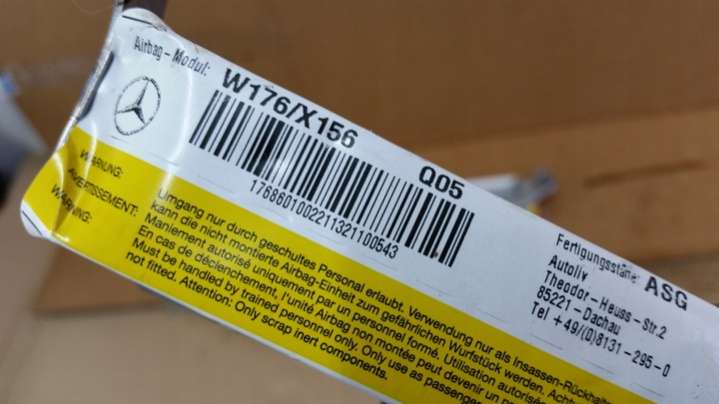 Airbag-Modul:
W176/X156
Q05
1768601002211321100543
WARNUNG:
AVERTISSEMENT:
WARNING:
Umgang nur durch geschultes Personal erlaubt. Verwendung nur als Insassen-Rückhalte
kann die nicht montierte Airbag-Einheit zum gefährlichen Wurfstück werden. Acht
Maniement autorisé uniquement par un personnel formé. Utilisation autorisé
En cas de déclenchement, l'unité Airbag non montée peut devenir un p
Must be handled by trained personnel only. Only use as passenger
not fitted. Attention: Only scrap inert components.
Fertigungsstätte: ASG
Autoliv
Theodor-Heuss-Str.2
85221-Dachau
Tel +49/(0)8131-295-0